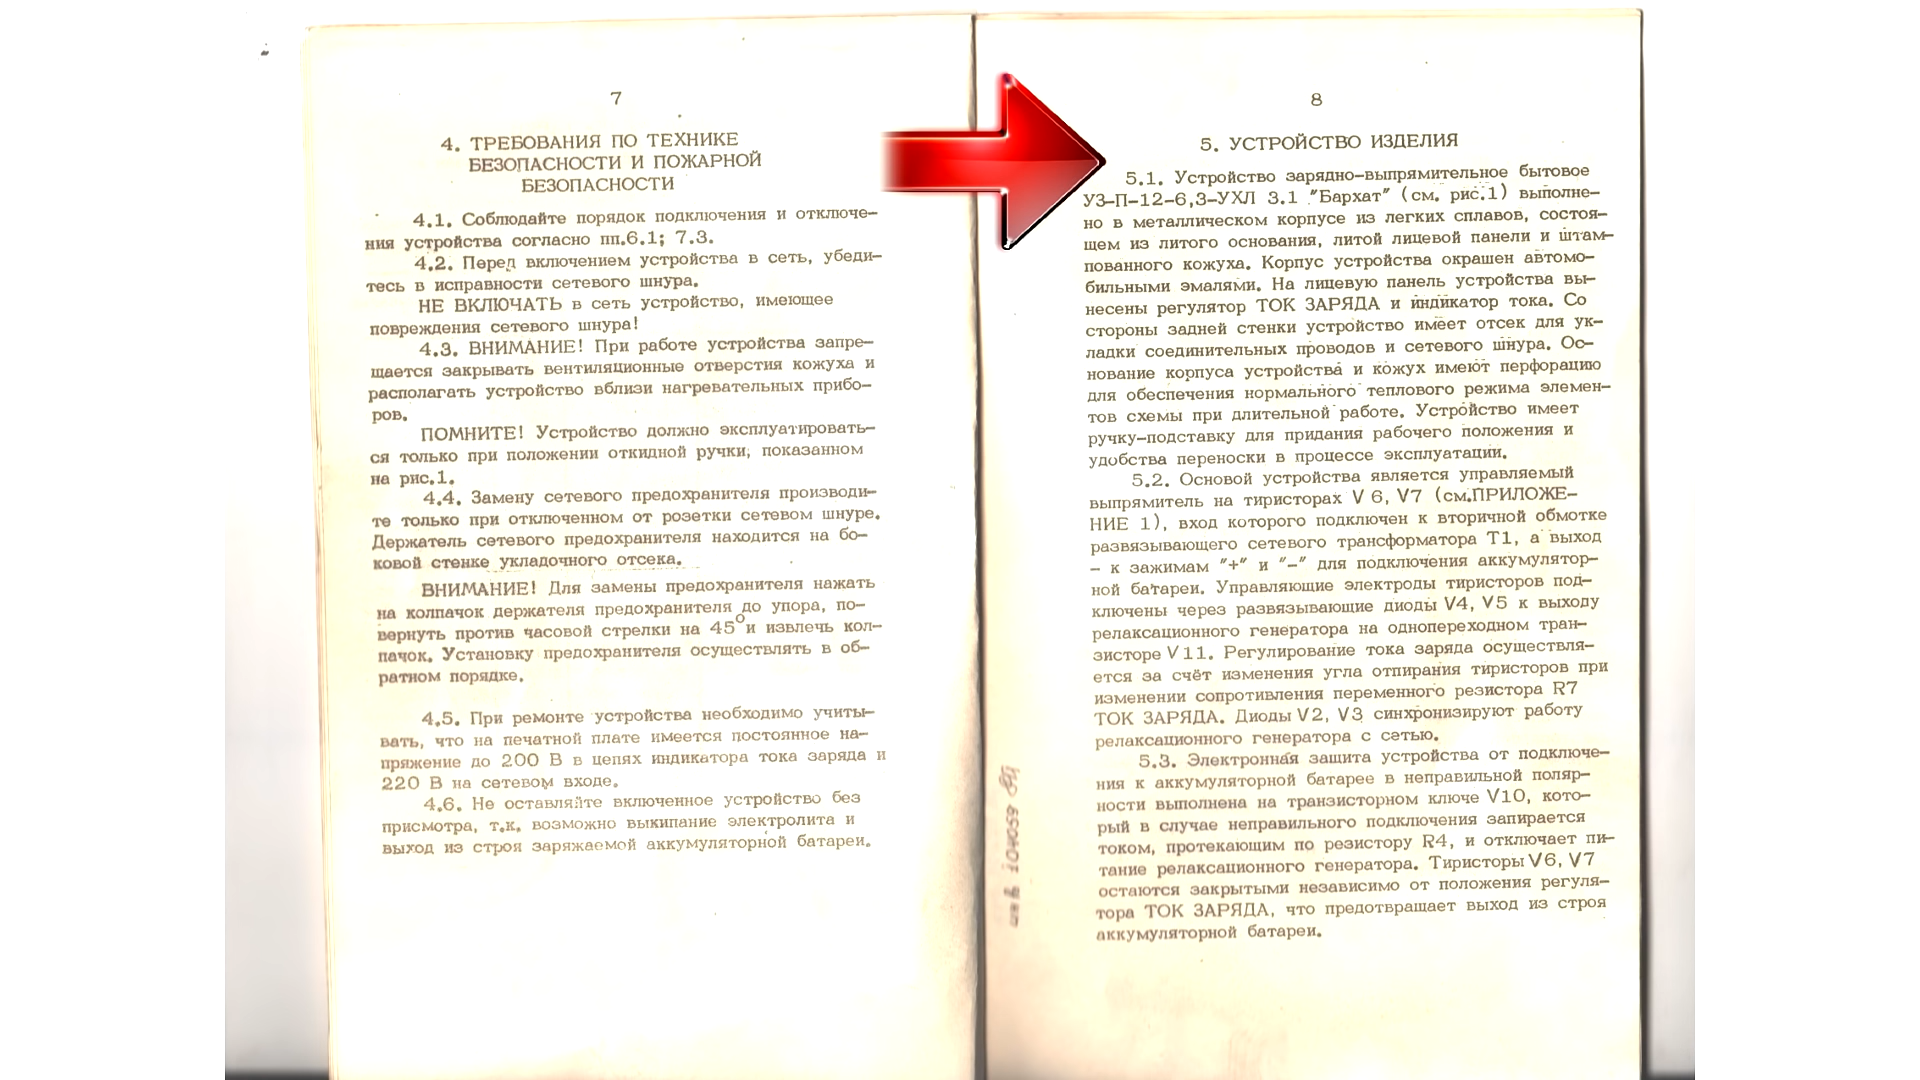 7
4. ТРЕБОВАНИЯ ПО ТЕХНИКЕ
БЕЗОПАСНОСТИ И ПОЖАРНОЙ
БЕЗОПАСНОСТИ
4.1. Соблюдайте порядок подключения и отключе-
ния устройства согласно пп.6.1; 7.3.
4.2. Перед включением устройства в сеть, убеди-
тесь в исправности сетевого шнура.
НЕ ВКЛЮЧАТЬ в сеть устройство, имеющее
повреждения сетевого шнура!
4.3. ВНИМАНИЕ! При работе устройства запре-
щается закрывать вентиляционные отверстия кожуха и
располагать устройство вблизи нагревательных прибо-
ров.
ПОМНИТЕ! Устройство должно эксплуатировать-
ся только при положении откидной ручки, показанном
на рис.1.
4.4. Замену сетевого предохранителя производи-
те только при отключенном от розетки сетевом шнуре.
Держатель сетевого предохранителя находится на бо-
ковой стенке укладочного отсека.
ВНИМАНИЕ! Для замены предохранителя нажать
на колпачок держателя предохранителя до упора, по-
вернуть против часовой стрелки на 45° и извлечь кол-
пачок. Установку предохранителя осуществлять в об-
ратном порядке.
4.5. При ремонте устройства необходимо учиты-
вать, что на печатной плате имеется постоянное на-
пряжение до 200 В в цепях индикатора тока заряда и
220 В на сетевом входе.
4.6. Не оставляйте включенное устройство без
присмотра, т.к. возможно выкипание электролита и
выход из строя заряжаемой аккумуляторной батареи.
8
5. УСТРОЙСТВО ИЗДЕЛИЯ
5.1. Устройство зарядно-выпрямительное бытовое
УЗ-П-12-6,3-УХЛ 3.1 "Бархат" (см. рис.1) выполне-
но в металлическом корпусе из легких сплавов, состоя-
щем из литого основания, литой лицевой панели и штам-
пованного кожуха. Корпус устройства окрашен автомо-
бильными эмалями. На лицевую панель устройства вы-
несены регулятор ТОК ЗАРЯДА и индикатор тока. Со
стороны задней стенки устройство имеет отсек для ук-
ладки соединительных проводов и сетевого шнура. Ос-
нование корпуса устройства и кожух имеют перфорацию
для обеспечения нормального теплового режима элемен-
тов схемы при длительной работе. Устройство имеет
ручку-подставку для придания рабочего положения и
удобства переноски в процессе эксплуатации.
5.2. Основой устройства является управляемый
выпрямитель на тиристорах V 6, V7 (см.ПРИЛОЖЕ-
НИЕ 1), вход которого подключен к вторичной обмотке
развязывающего сетевого трансформатора Т1, а выход
- к зажимам "+" и "-" для подключения аккумулятор-
ной батареи. Управляющие электроды тиристоров под-
ключены через развязывающие диоды V4, V5 к выходу
релаксационного генератора на однопереходном тран-
зисторе V11. Регулирование тока заряда осуществля-
ется за счёт изменения угла отпирания тиристоров при
изменении сопротивления переменного резистора R7
ТОК ЗАРЯДА. Диоды V2, V3 синхронизируют работу
релаксационного генератора с сетью.
5.3. Электронная защита устройства от подключе-
ния к аккумуляторной батарее в неправильной поляр-
ности выполнена на транзисторном ключе V10, кото-
рый в случае неправильного подключения запирается
током, протекающим по резистору R4, и отключает пи-
тание релаксационного генератора. Тиристоры V6, V7
остаются закрытыми независимо от положения регуля-
тора ТОК ЗАРЯДА, что предотвращает выход из строя
аккумуляторной батареи.